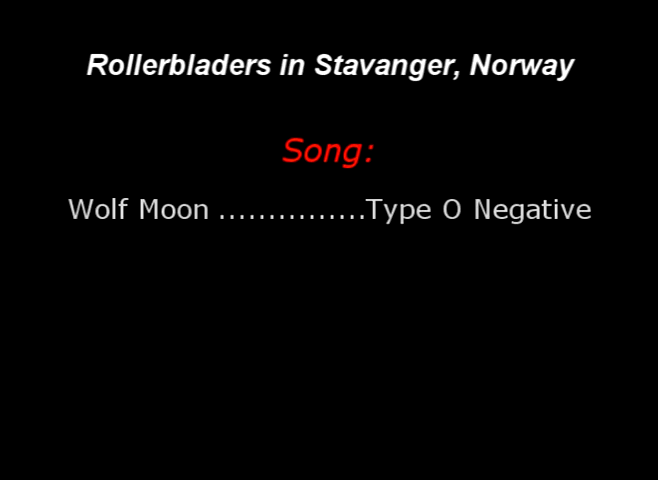 Rollerbladers in Stavanger, Norway
Song:
Wolf Moon ...............Type O Negative